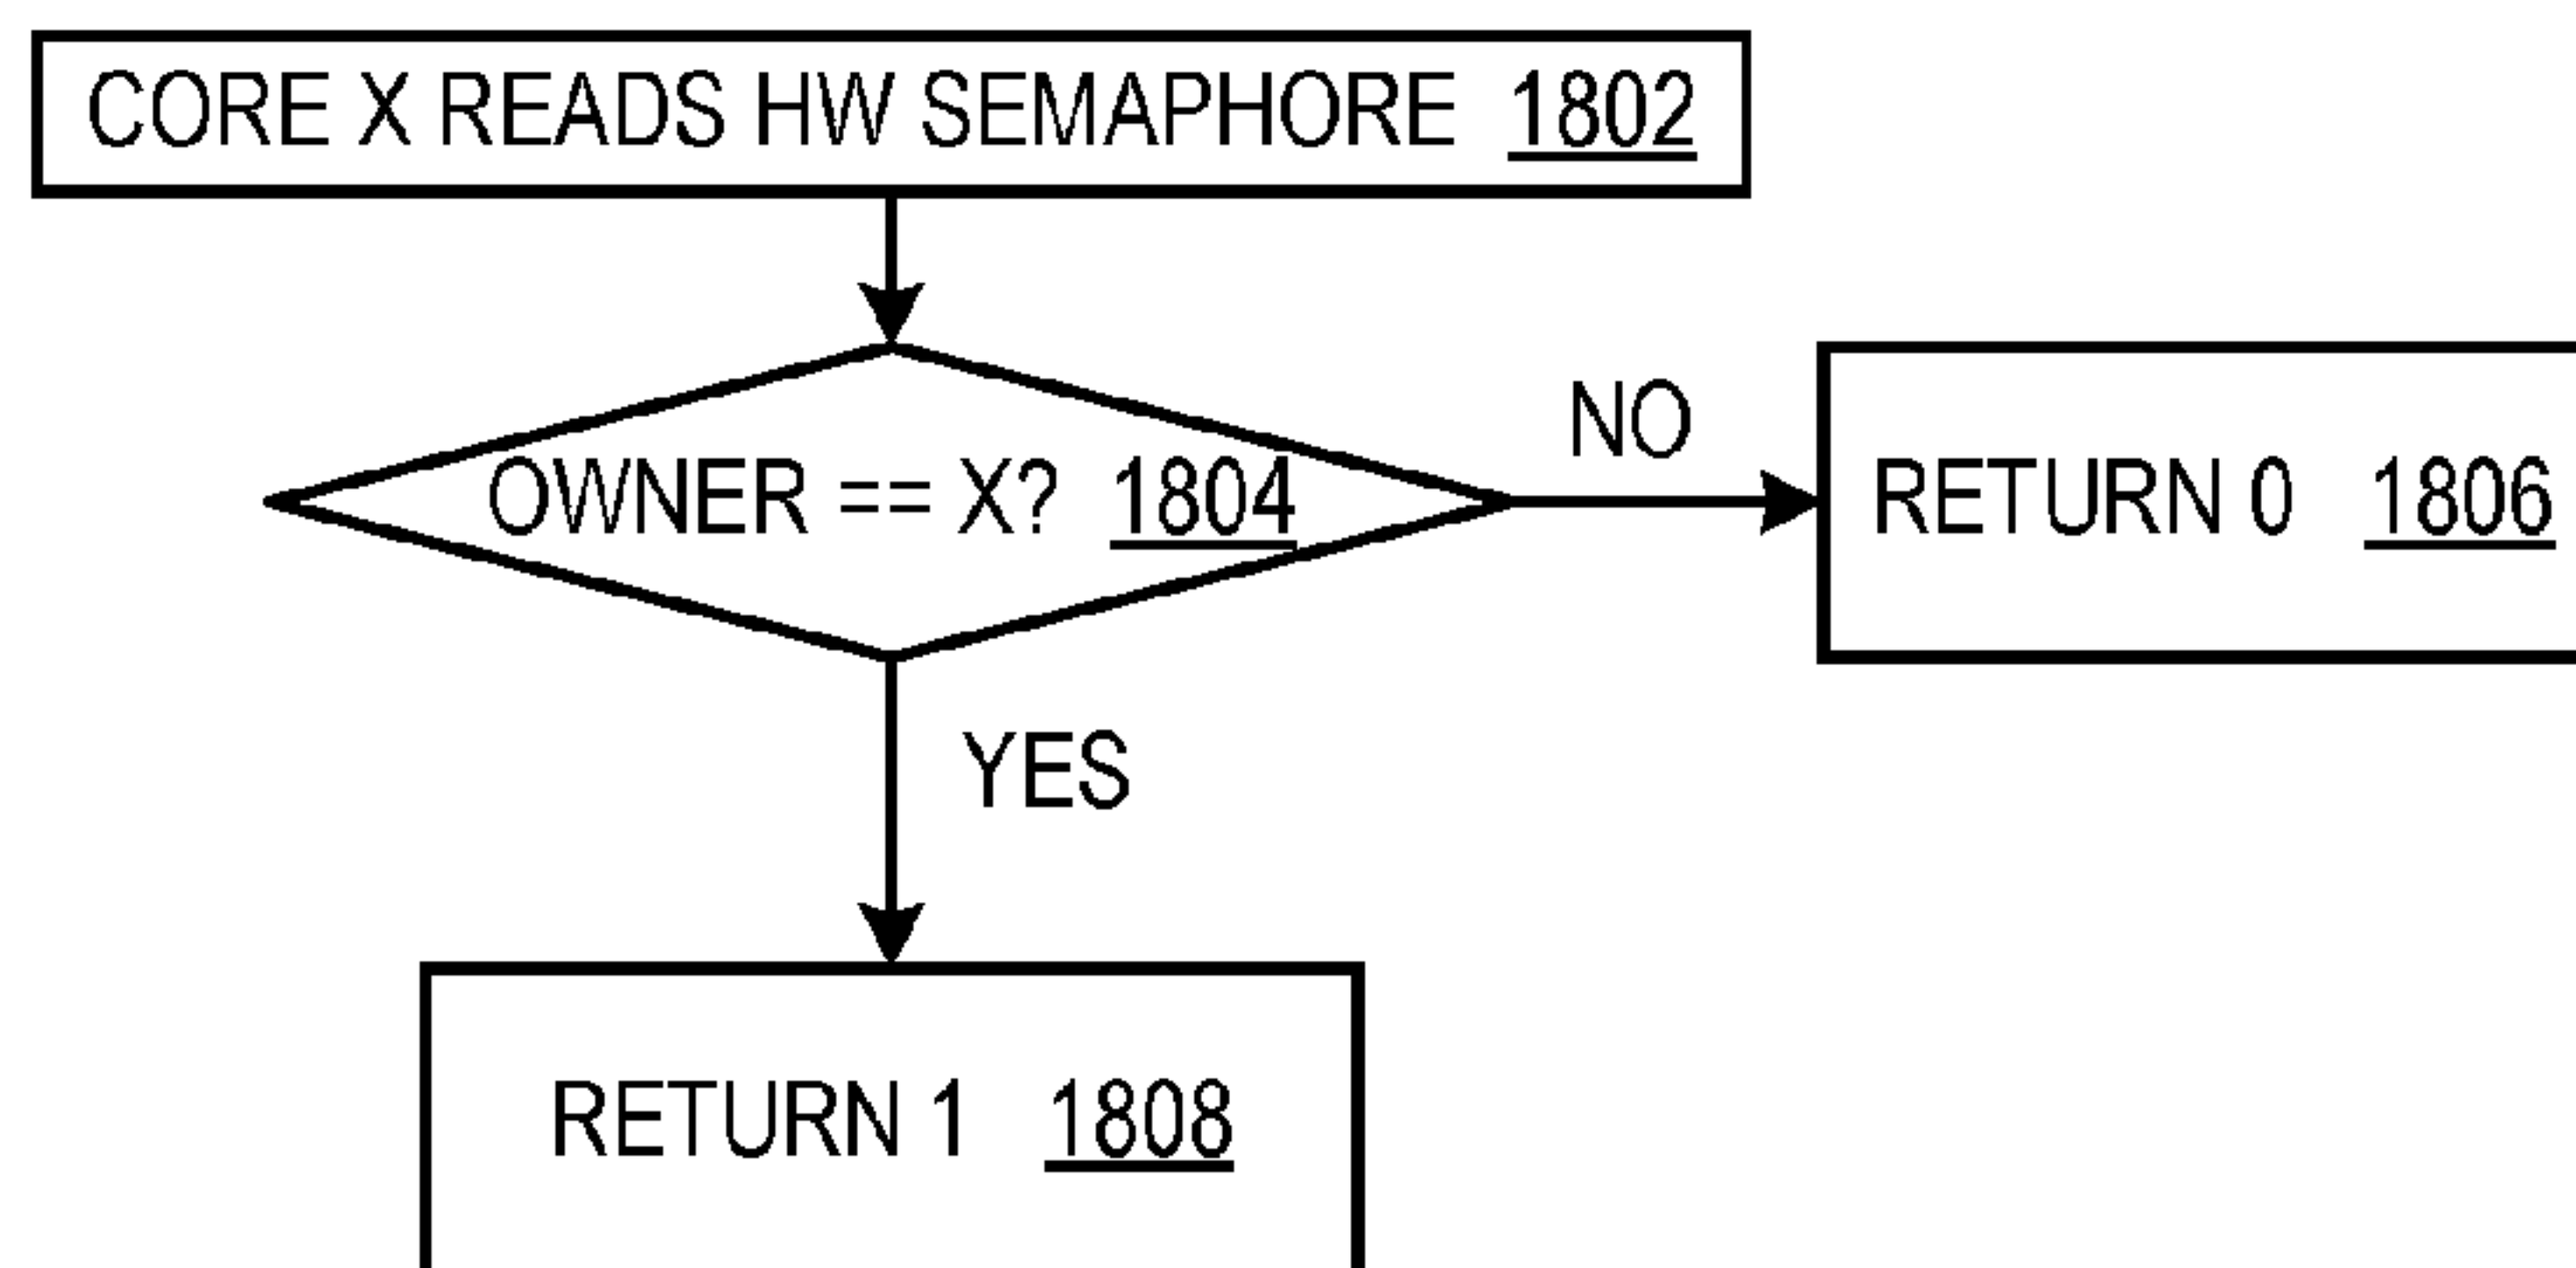 CORE X READS HW SEMAPHORE 1802
NO
OWNER == X? 1804
RETURN 0 1806
YES
RETURN 1 1808